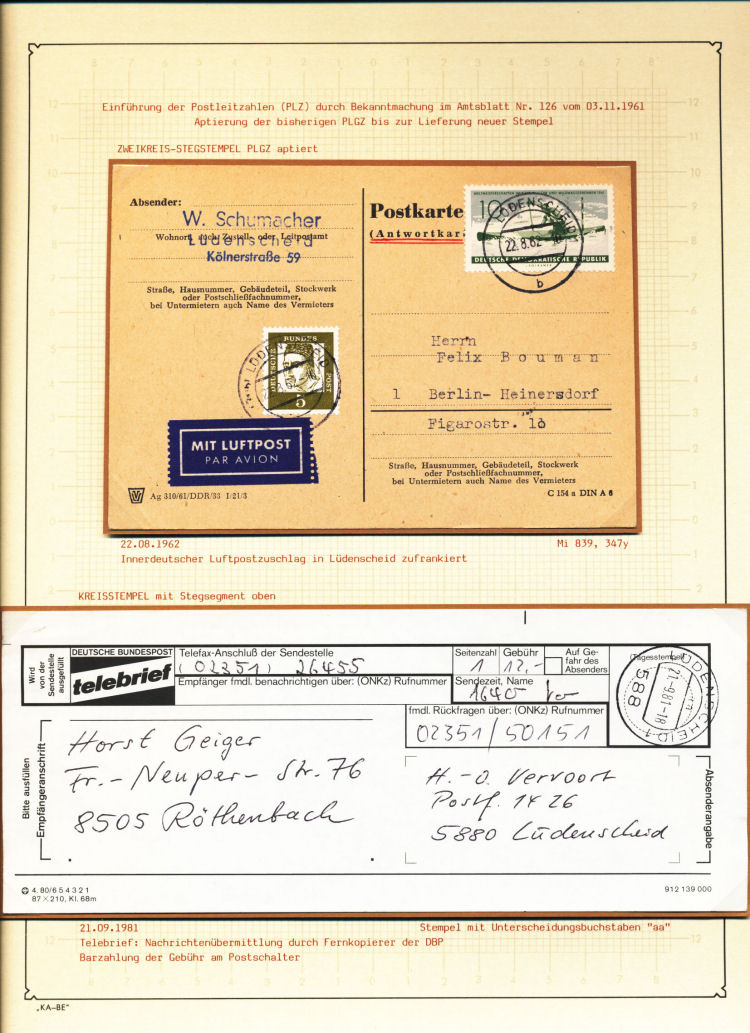 Einführung der Postleitzahlen (PLZ) durch Bekanntmachung im Amtsblatt Nr. 126 vom 03.11.1961
Aptierung der bisherigen PLGZ bis zur Lieferung neuer Stempel
ZWEIKREIS-STEGSTEMPEL PLGZ aptiert
Absender:
W. Schumacher
Wohnort, auch Zustell- oder Leitpostamt
Lüdenscheid
Kölnerstraße 59
Straße, Hausnummer, Gebäudeteil, Stockwerk
oder Postschließfachnummer,
bei Untermietern auch Name des Vermieters
Postkarte
(Antwortkar
10
DEUTSCHE DEMOKRATISCHE REPUBLIK
LÜDENSCHEID
22.8.62
b
DEUTSCHE BUNDESPOST
5
MIT LUFTPOST
PAR AVION
Herrn
Felix Bouman
1 Berlin- Heinersdorf
Figarostr. 18
Straße, Hausnummer, Gebäudeteil, Stockwerk
oder Postschließfachnummer,
bei Untermietern auch Name des Vermieters
Ag 310/61/DDR/33 I/21/3
C 154 a DIN A 6
22.08.1962
Mi 839, 347y
Innerdeutscher Luftpostzuschlag in Lüdenscheid zufrankiert
KREISSTEMPEL mit Stegsegment oben
Wird von der Sendestelle ausgefüllt
DEUTSCHE BUNDESPOST
telebrief
Telefax-Anschluß der Sendestelle
(02351) 26455
Seitenzahl
1
Gebühr
12,-
Auf Gefahr des Absenders
(Tagesstempel)
Empfänger fmdl. benachrichtigen über: (ONKz) Rufnummer
Sendezeit, Name
1640
fmdl. Rückfragen über: (ONKz) Rufnummer
02351/50151
LÜDENSCHEID 1
21.-9.81-18
588
Bitte ausfüllen
Empfängeranschrift
Horst Geiger
Fr.-Neuper-Str. 76
8505 Röthenbach
H.-O. Vervoort
Postf. 1426
5880 Lüdenscheid
Absenderangabe
4.80/6 5 4 3 2 1
87 × 210, Kl. 68m
912 139 000
21.09.1981
Stempel mit Unterscheidungsbuchstaben "aa"
Telebrief: Nachrichtenübermittlung durch Fernkopierer der DBP
Barzahlung der Gebühr am Postschalter
„KA-BE"